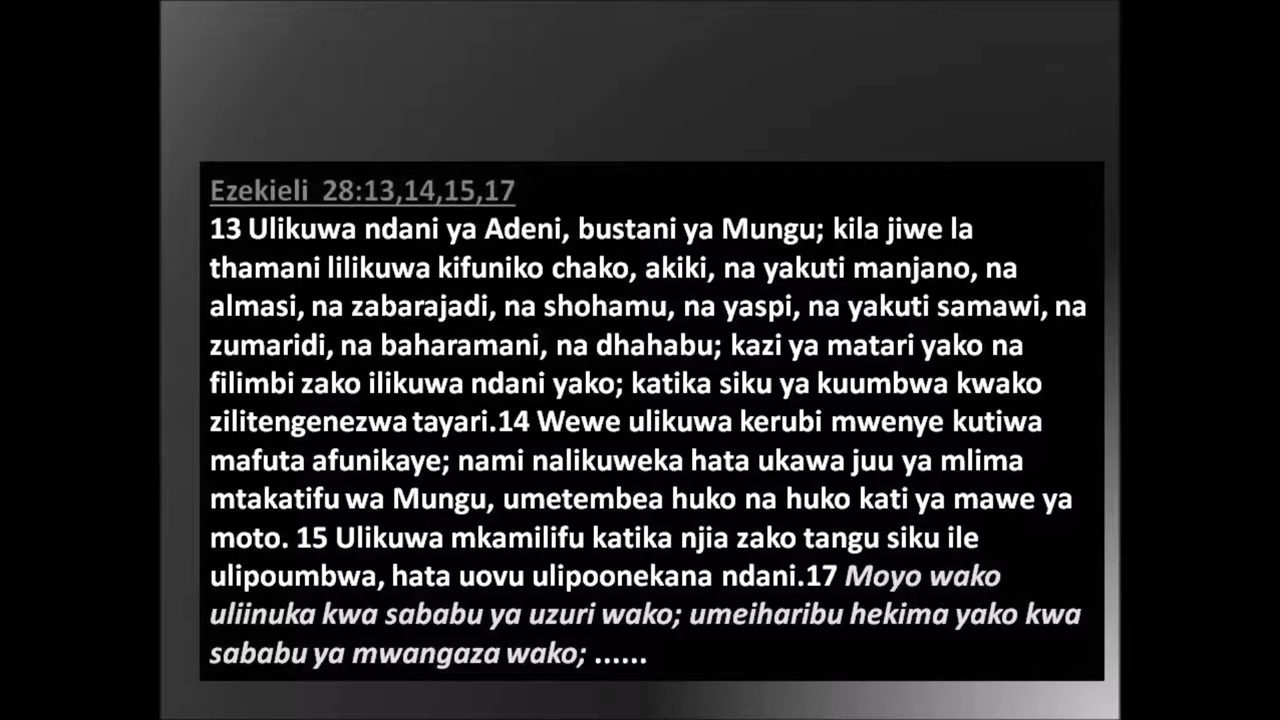 Ezekieli 28:13,14,15,17
13 Ulikuwa ndani ya Adeni, bustani ya Mungu; kila jiwe la
thamani lilikuwa kifuniko chako, akiki, na yakuti manjano, na
almasi, na zabarajadi, na shohamu, na yaspi, na yakuti samawi, na
zumaridi, na baharamani, na dhahabu; kazi ya matari yako na
filimbi zako ilikuwa ndani yako; katika siku ya kuumbwa kwako
zilitengenezwa tayari.14 Wewe ulikuwa kerubi mwenye kutiwa
mafuta afunikaye; nami nalikuweka hata ukawa juu ya mlima
mtakatifu wa Mungu, umetembea huko na huko kati ya mawe ya
moto. 15 Ulikuwa mkamilifu katika njia zako tangu siku ile
ulipoumbwa, hata uovu ulipoonekana ndani.17 Moyo wako
uliinuka kwa sababu ya uzuri wako; umeiharibu hekima yako kwa
sababu ya mwangaza wako; ......